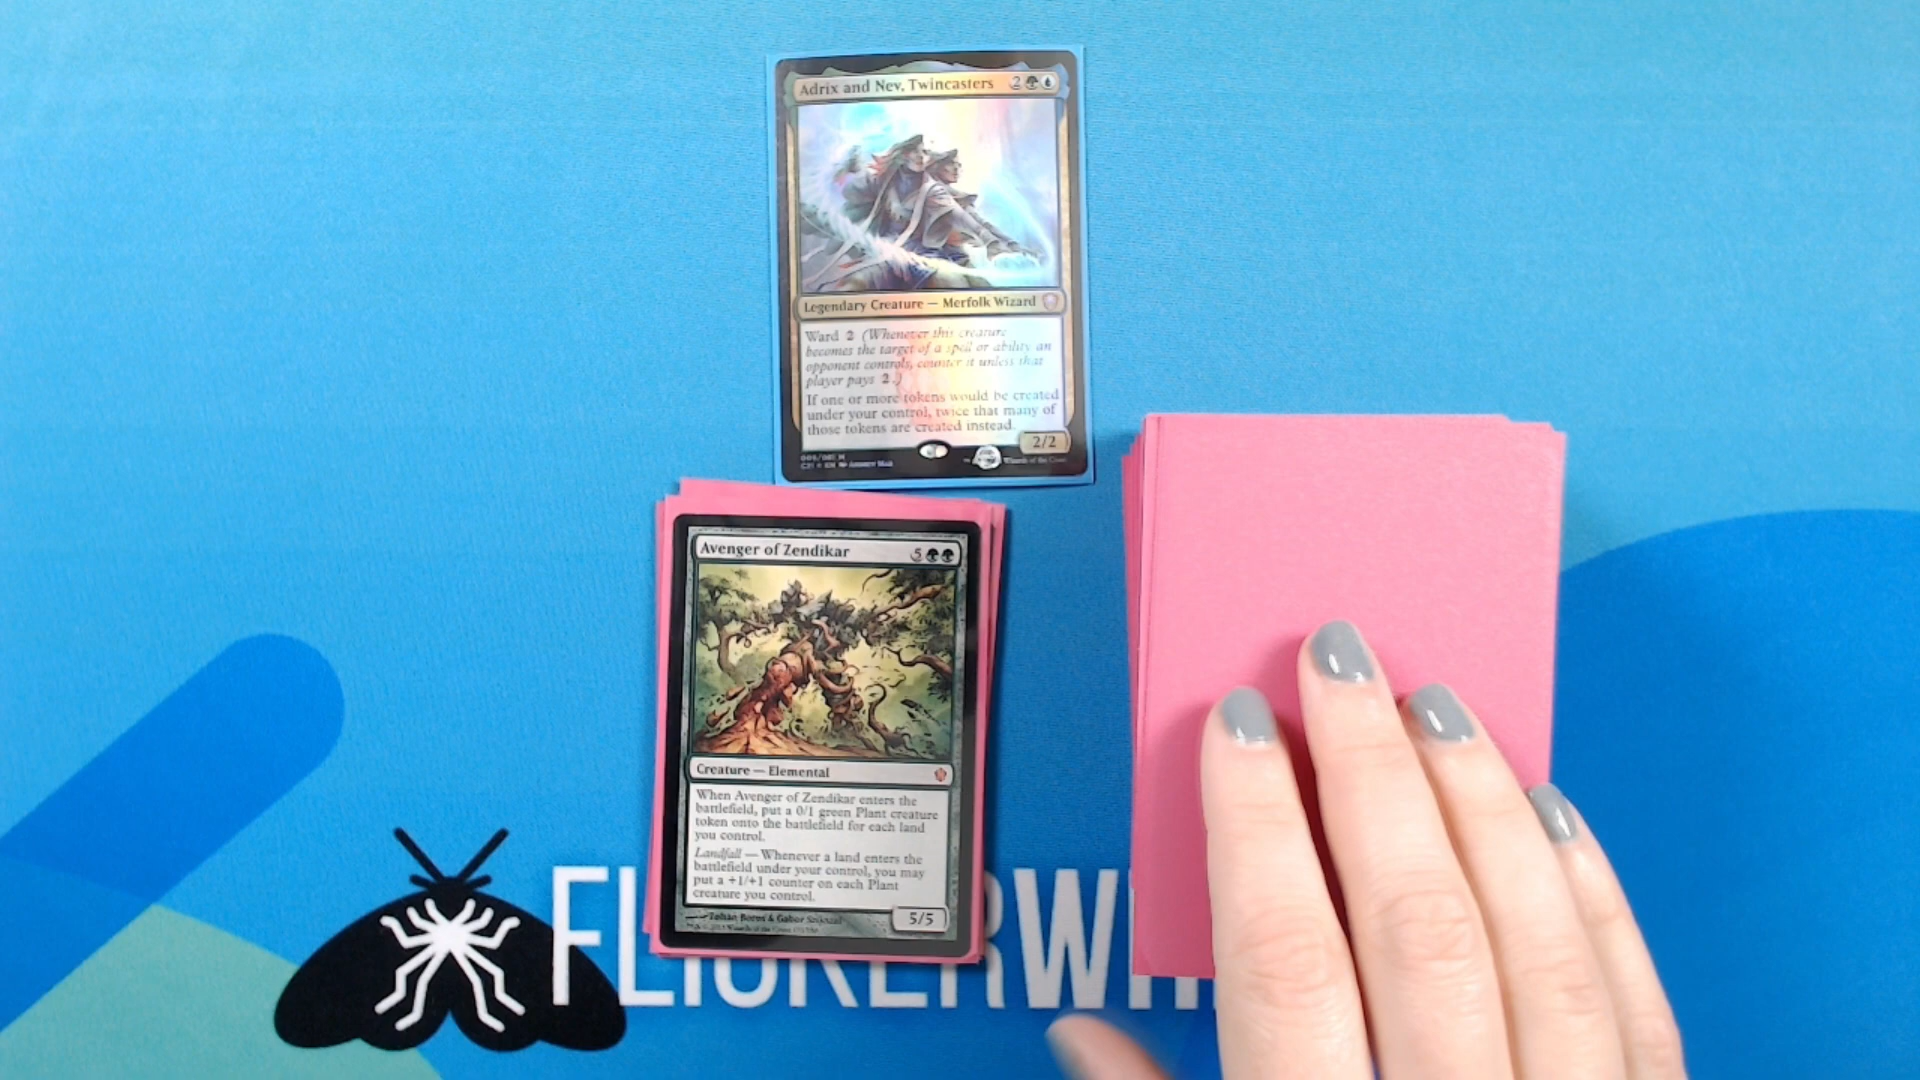 Adrix and Nev, Twincasters 2
Legendary Creature — Merfolk Wizard
Ward 2 (Whenever this creature
becomes the target of a spell or ability an
opponent controls, counter it unless that
player pays 2.)
If one or more tokens would be created
under your control, twice that many of
those tokens are created instead.
2/2
Avenger of Zendikar 5
Creature — Elemental
When Avenger of Zendikar enters the
battlefield, put a 0/1 green Plant creature
token onto the battlefield for each land
you control.
Landfall — Whenever a land enters the
battlefield under your control, you may
put a +1/+1 counter on each Plant
creature you control.
5/5
FLICKERW